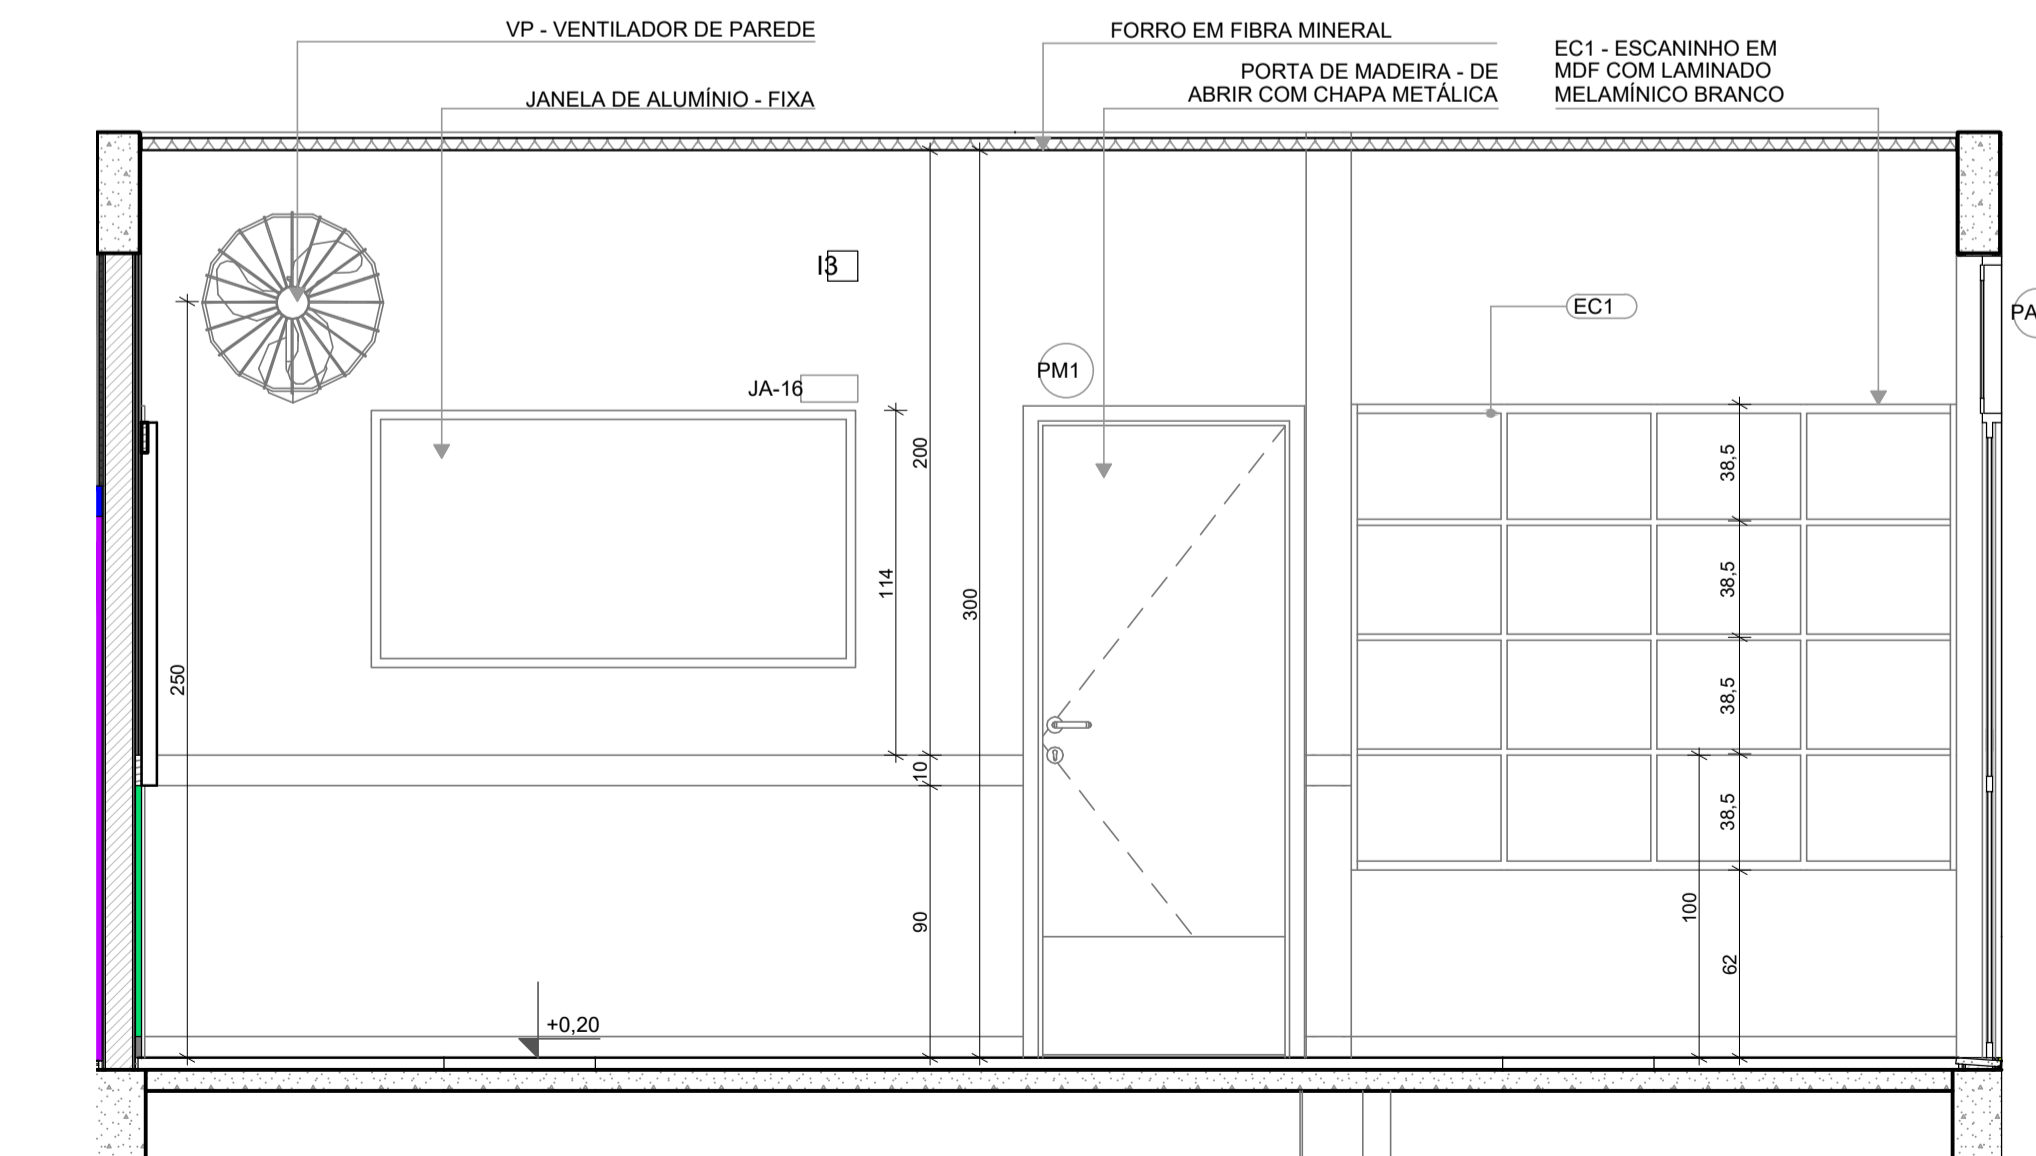 VP - VENTILADOR DE PAREDE
FORRO EM FIBRA MINERAL
EC1 - ESCANINHO EM
MDF COM LAMINADO
MELAMÍNICO BRANCO
PORTA DE MADEIRA - DE
ABRIR COM CHAPA METÁLICA
JANELA DE ALUMÍNIO - FIXA
I3
EC1
PA
PM1
JA-16
200
38,5
114
38,5
300
250
38,5
10
38,5
90
100
62
+0,20